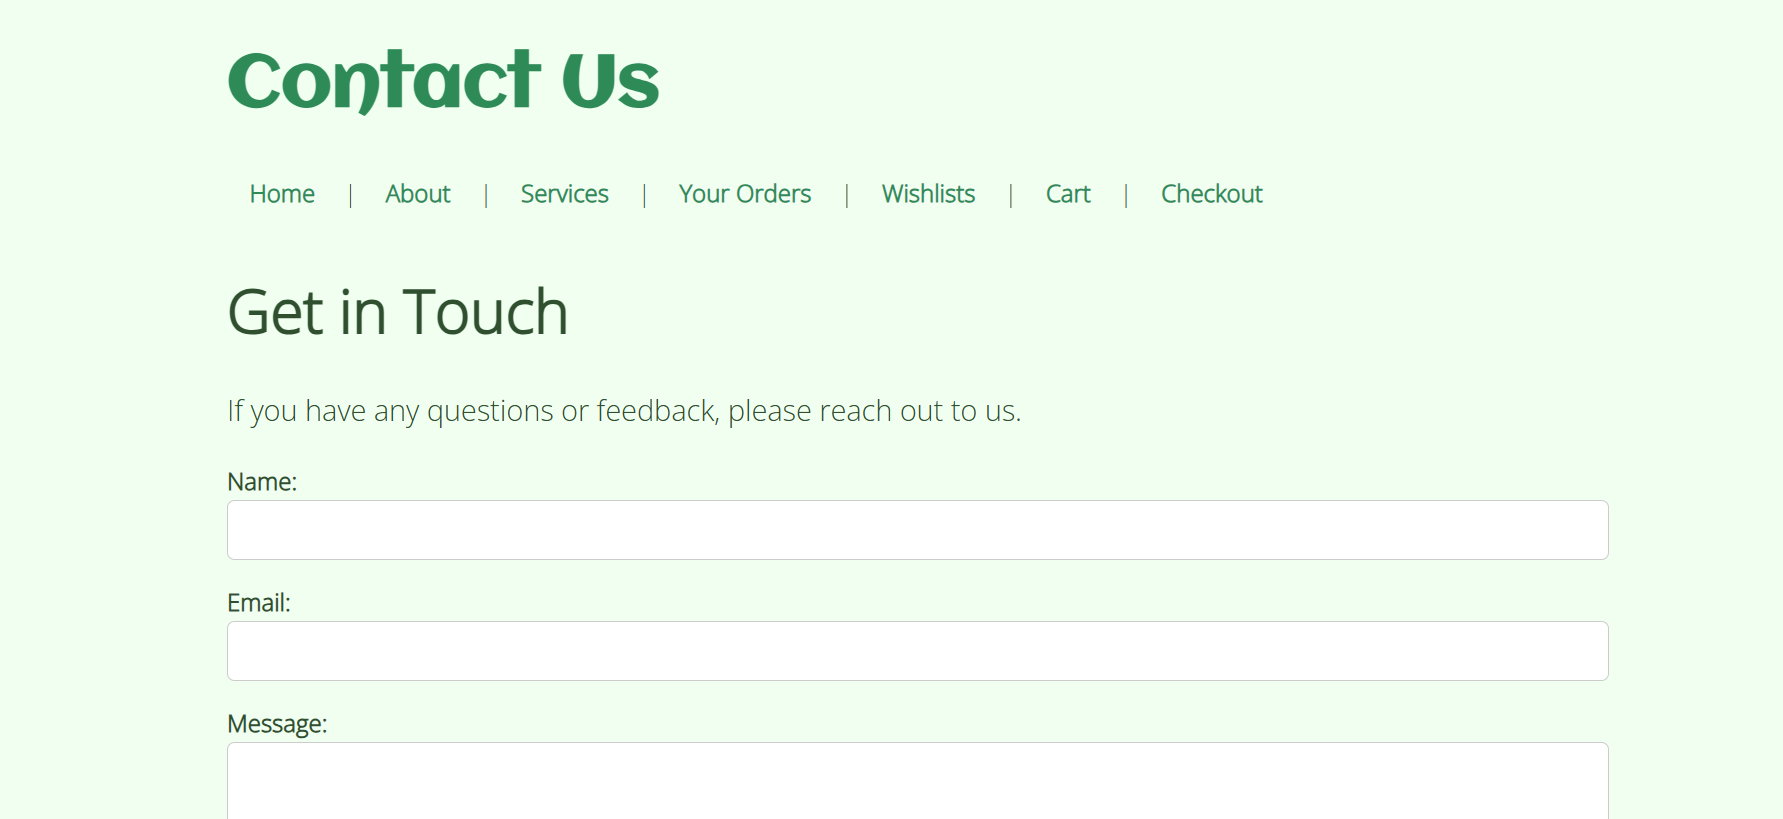 Contact Us
Home | About | Services | Your Orders | Wishlists | Cart | Checkout
Get in Touch
If you have any questions or feedback, please reach out to us.
Name:
Email:
Message: